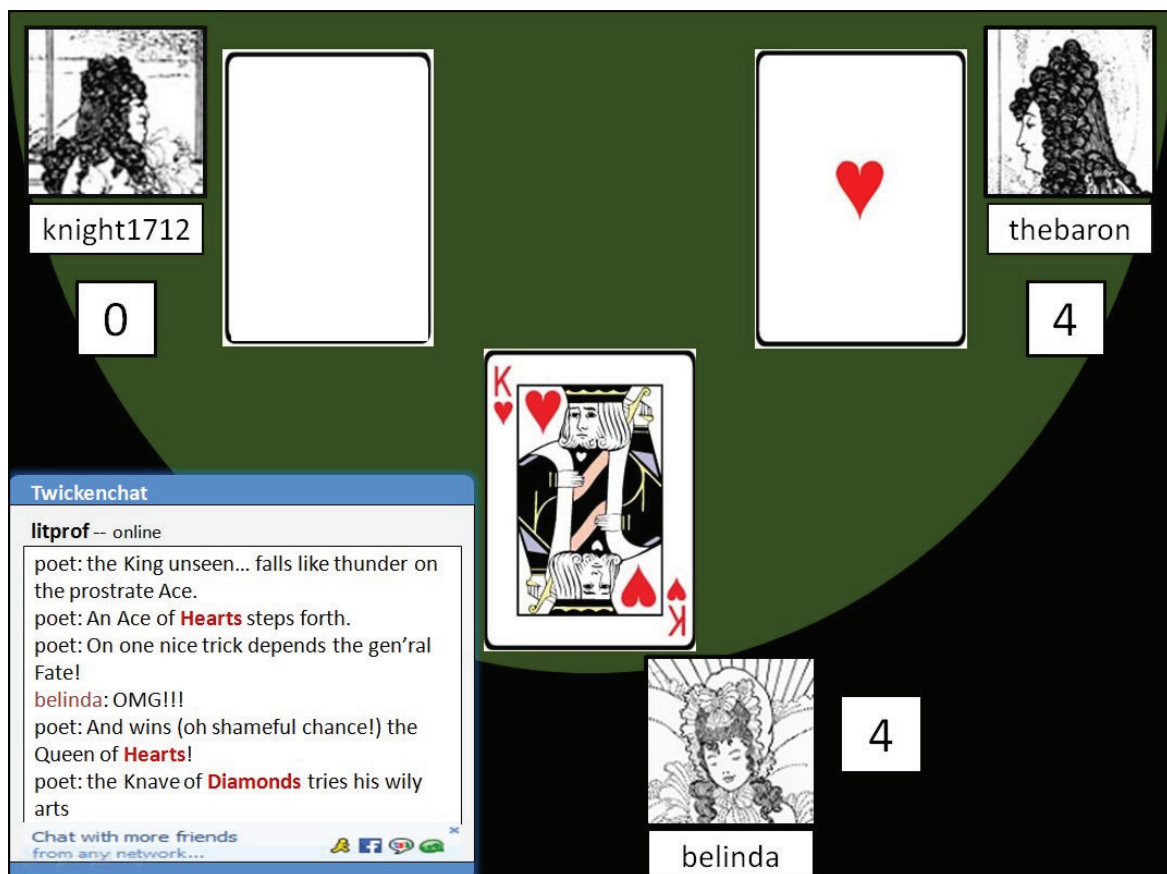 knight1712
0
thebaron
4
K
K
Twickenchat
litprof -- online
poet: the King unseen... falls like thunder on
the prostrate Ace.
poet: An Ace of Hearts steps forth.
poet: On one nice trick depends the gen’ral
Fate!
belinda: OMG!!!
poet: And wins (oh shameful chance!) the
Queen of Hearts!
poet: the Knave of Diamonds tries his wily
arts
Chat with more friends
from any network...
4
belinda